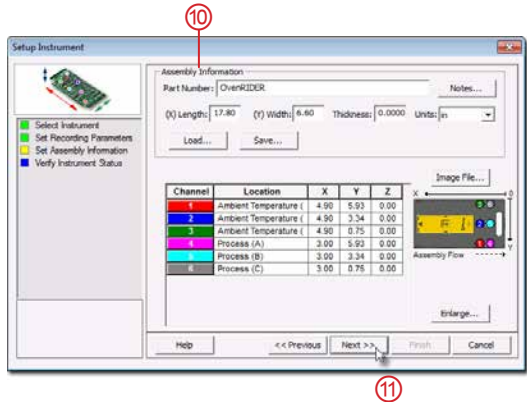 10
Setup Instrument
Assembly Information
Part Number: OvenRIDER Notes...
(X) Length: 17.80 (Y) Width: 6.60 Thickness: 0.0000 Units: in
Load... Save...
Select Instrument
Set Recording Parameters
Set Assembly Information
Verify Instrument Status
Image File...
Channel Location X Y Z
1 Ambient Temperature ( 4.90 5.93 0.00
2 Ambient Temperature ( 4.90 3.34 0.00
3 Ambient Temperature ( 4.90 0.75 0.00
4 Process (A) 3.00 5.93 0.00
5 Process (B) 3.00 3.34 0.00
6 Process (C) 3.00 0.75 0.00
X 0
Y
Assembly Flow
Enlarge...
Help << Previous Next >> Finish Cancel
11